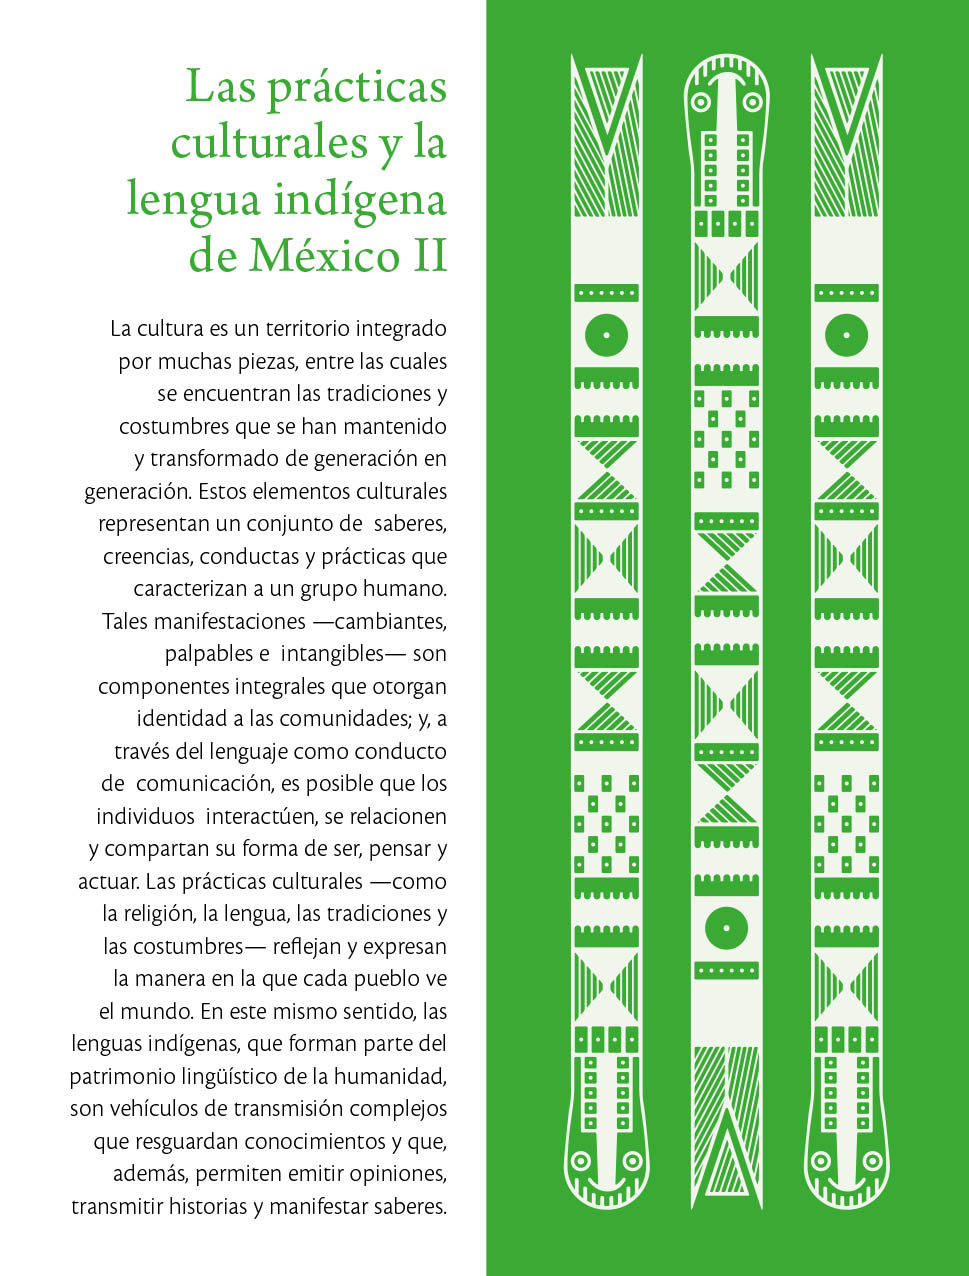 Las prácticas
culturales y la
lengua indígena
de México II
La cultura es un territorio integrado
por muchas piezas, entre las cuales
se encuentran las tradiciones y
costumbres que se han mantenido
y transformado de generación en
generación. Estos elementos culturales
representan un conjunto de saberes,
creencias, conductas y prácticas que
caracterizan a un grupo humano.
Tales manifestaciones —cambiantes,
palpables e intangibles— son
componentes integrales que otorgan
identidad a las comunidades; y, a
través del lenguaje como conducto
de comunicación, es posible que los
individuos interactúen, se relacionen
y compartan su forma de ser, pensar y
actuar. Las prácticas culturales —como
la religión, la lengua, las tradiciones y
las costumbres— reflejan y expresan
la manera en la que cada pueblo ve
el mundo. En este mismo sentido, las
lenguas indígenas, que forman parte del
patrimonio lingüístico de la humanidad,
son vehículos de transmisión complejos
que resguardan conocimientos y que,
además, permiten emitir opiniones,
transmitir historias y manifestar saberes.